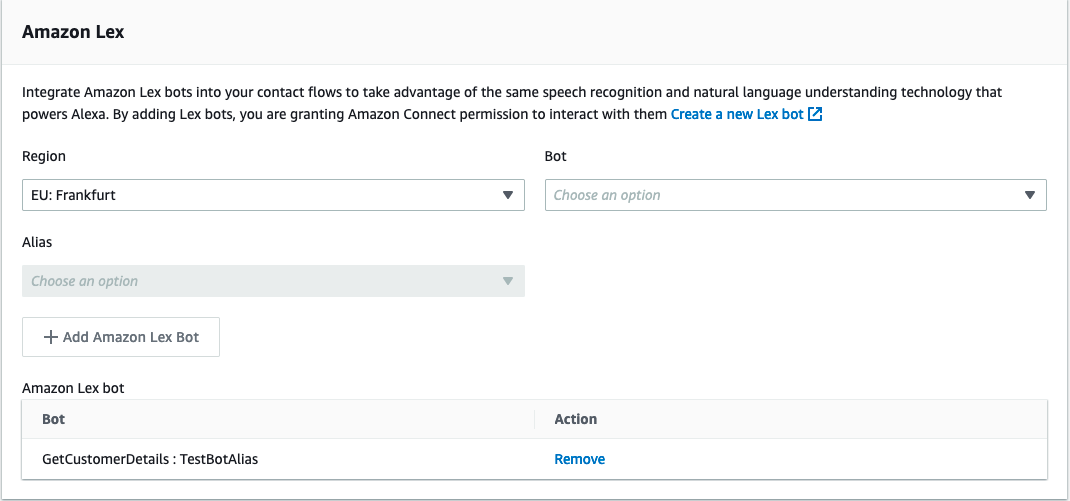 Amazon Lex
Integrate Amazon Lex bots into your contact flows to take advantage of the same speech recognition and natural language understanding technology that
powers Alexa. By adding Lex bots, you are granting Amazon Connect permission to interact with them Create a new Lex bot
Region
Bot
EU: Frankfurt
Choose an option
Alias
Choose an option
Add Amazon Lex Bot
Amazon Lex bot
Bot
Action
GetCustomerDetails : TestBotAlias
Remove